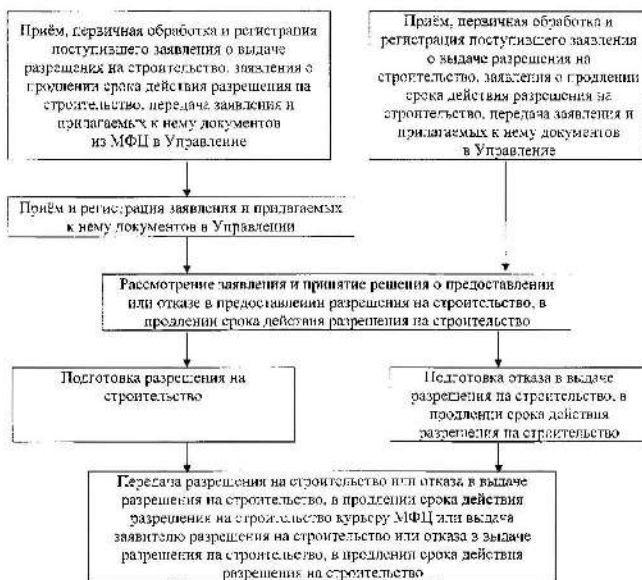 Приём, первичная обработка и регистрация
поступившего заявления о выдаче
разрешения на строительство, заявления о
продлении срока действия разрешения на
строительство, передача заявления и
прилагаемых к нему документов
из МФЦ в Управление
Приём, первичная обработка и
регистрация поступившего заявления
о выдаче разрешения на
строительство, заявления о продлении
срока действия разрешения на
строительство, передача заявления и
прилагаемых к нему документов
в Управление
Приём и регистрация заявления и прилагаемых
к нему документов в Управлении
Рассмотрение заявления и принятие решения о предоставлении
или отказе в предоставлении разрешения на строительство, в
продлении срока действия разрешения на строительство
Подготовка разрешения на
строительство
Подготовка отказа в выдаче
разрешения на строительство, в
продлении срока действия
разрешения на строительство
Передача разрешения на строительство или отказа в выдаче
разрешения на строительство, в продлении срока действия
разрешения на строительство курьеру МФЦ или выдача
заявителю разрешения на строительство или отказа в выдаче
разрешения на строительство, в продлении срока действия
разрешения на строительство